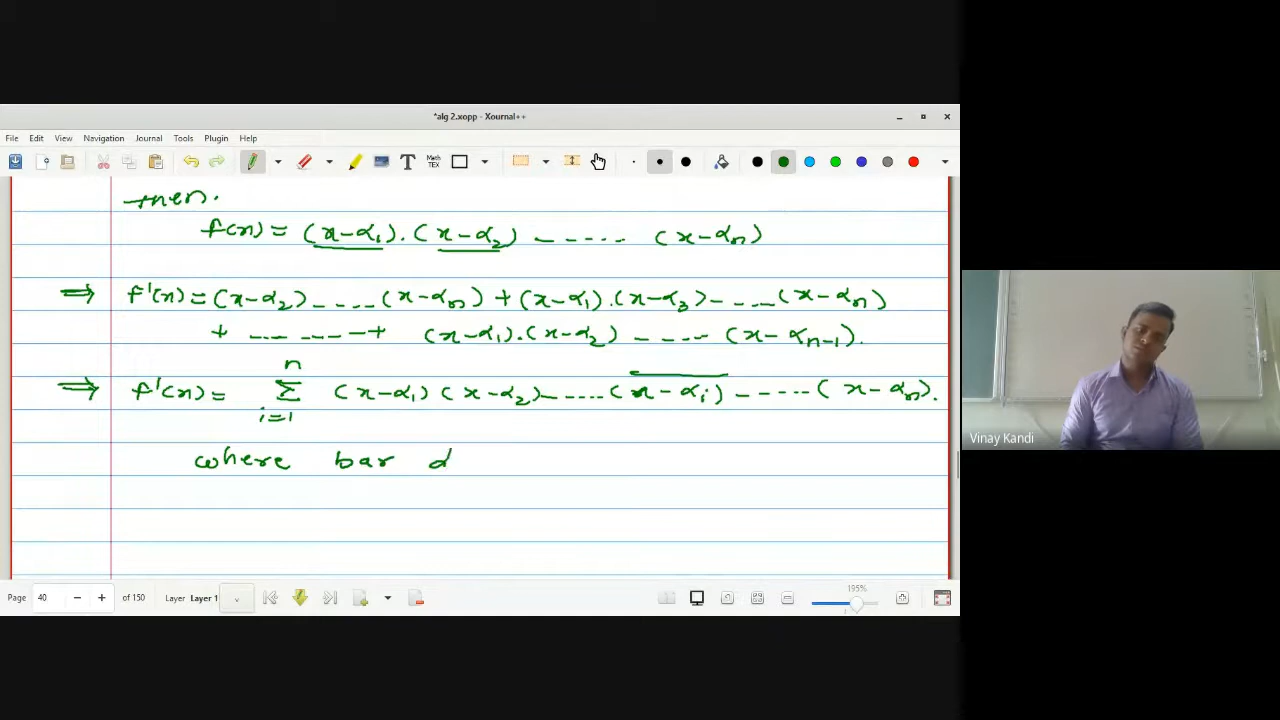 *alg 2.xopp - Xournal++
File Edit View Navigation Journal Tools Plugin Help
then.
f(x) = (x-α₁).(x-α₂) ------ (x-αₙ)
⇒ f'(x) = (x-α₂)-----(x-αₙ) + (x-α₁).(x-α₃)-----(x-αₙ)
+ -------+ (x-α₁).(x-α₂) ------ (x-αₙ₋₁).
⇒ f'(x) = n Σ i=1 (x-α₁)(x-α₂)------(x̅-̅α̅ᵢ)------(x-αₙ).
where bar d
Vinay Kandi
Page 40 of 150 Layer Layer 1 195%